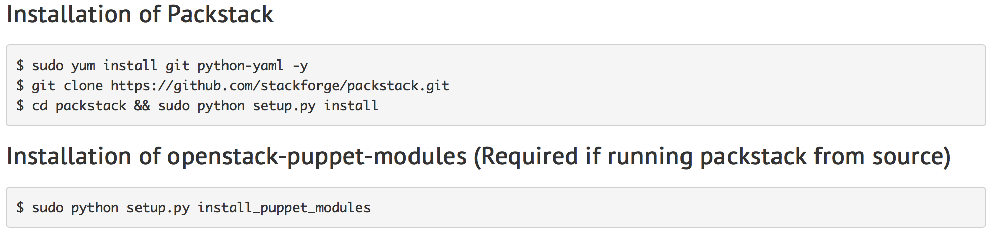 Installation of Packstack
$ sudo yum install git python-yaml -y
$ git clone https://github.com/stackforge/packstack.git
$ cd packstack && sudo python setup.py install
Installation of openstack-puppet-modules (Required if running packstack from source)
$ sudo python setup.py install_puppet_modules